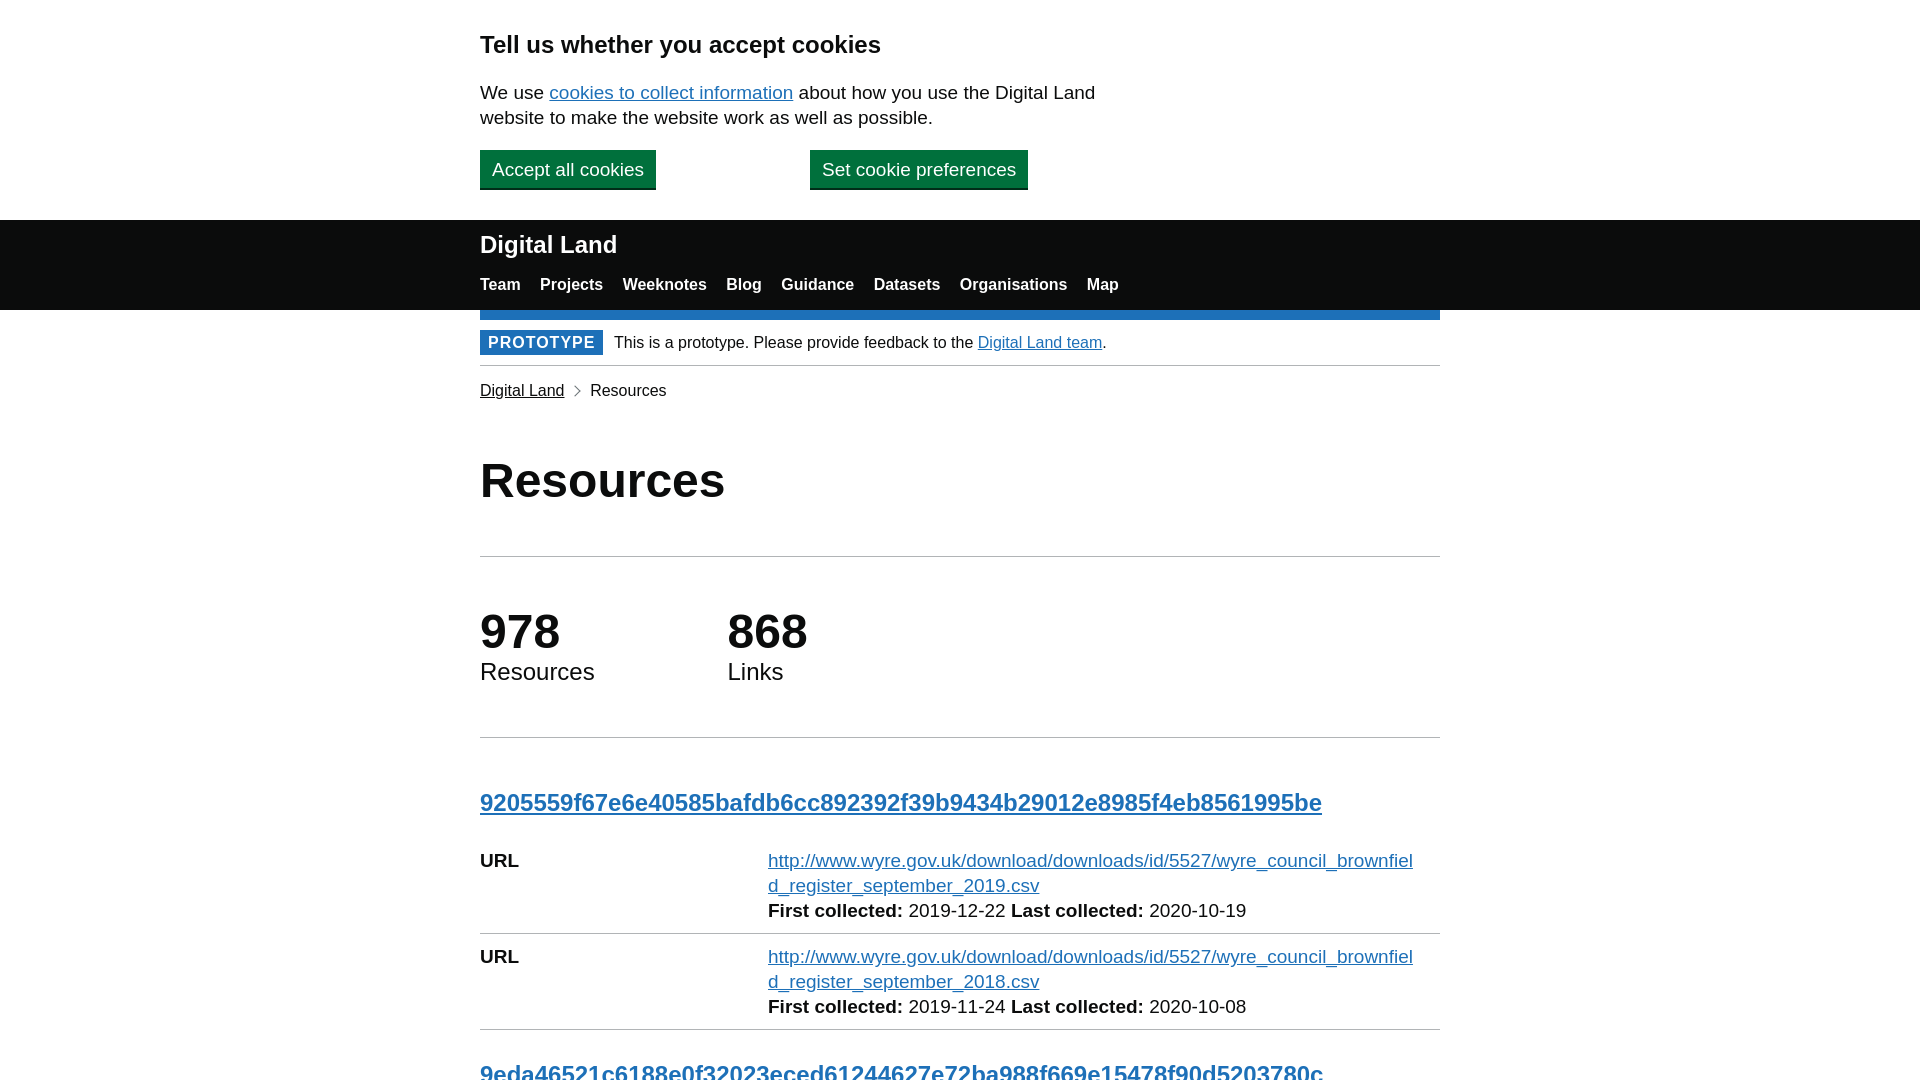 Tell us whether you accept cookies
We use cookies to collect information about how you use the Digital Land
website to make the website work as well as possible.
Accept all cookies
Set cookie preferences
Digital Land
Team Projects Weeknotes Blog Guidance Datasets Organisations Map
PROTOTYPE This is a prototype. Please provide feedback to the Digital Land team.
Digital Land Resources
Resources
978
Resources
868
Links
9205559f67e6e40585bafdb6cc892392f39b9434b29012e8985f4eb8561995be
URL
http://www.wyre.gov.uk/download/downloads/id/5527/wyre_council_brownfiel
d_register_september_2019.csv
First collected: 2019-12-22 Last collected: 2020-10-19
URL
http://www.wyre.gov.uk/download/downloads/id/5527/wyre_council_brownfiel
d_register_september_2018.csv
First collected: 2019-11-24 Last collected: 2020-10-08
9eda46521c6188e0f32023eced61244627e72ba988f669e15478f90d5203780c